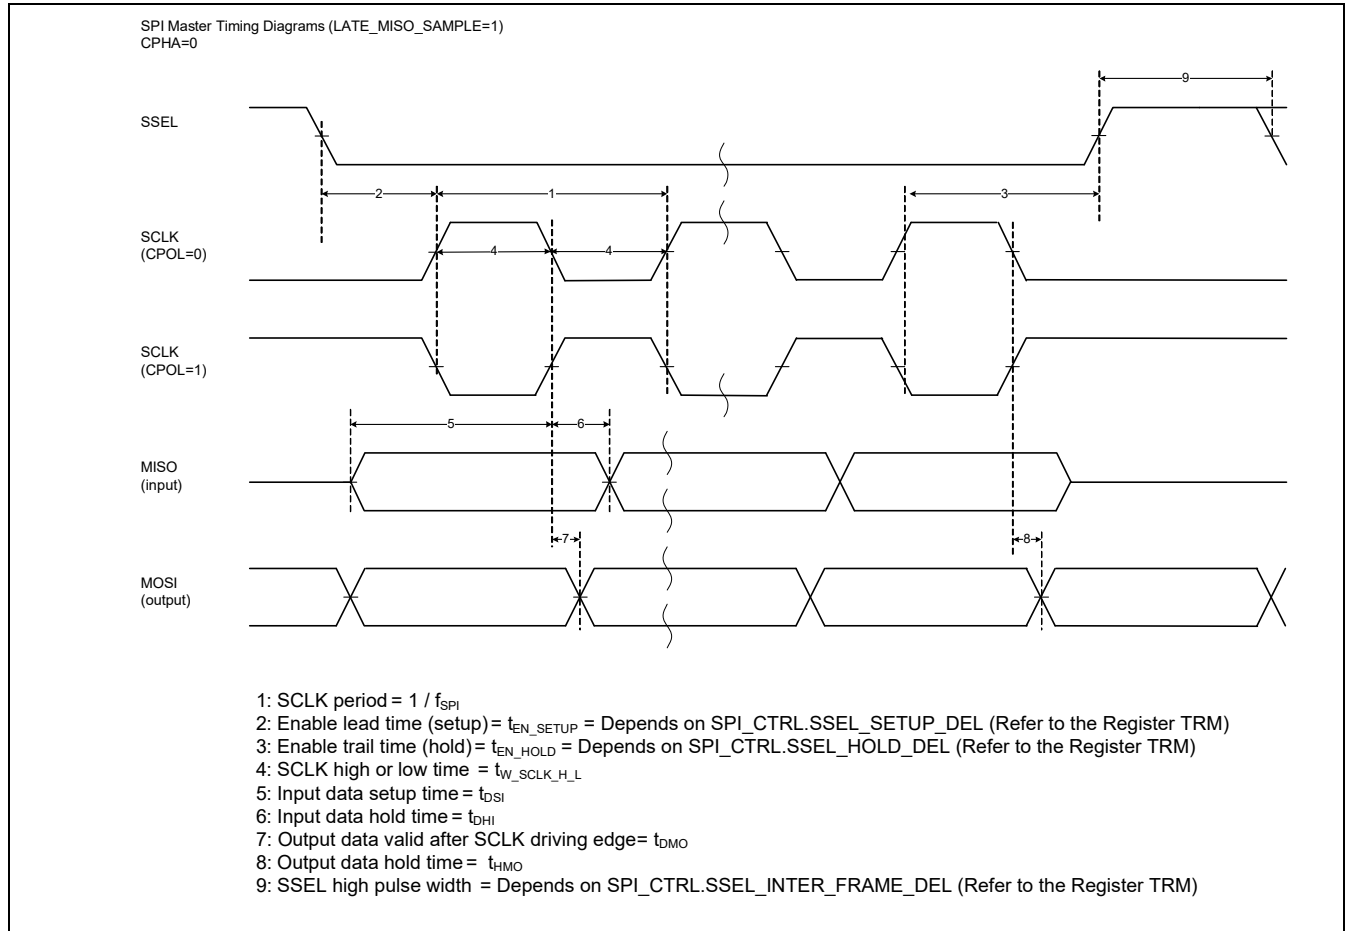 SPI Master Timing Diagrams (LATE_MISO_SAMPLE=1)
CPHA=0
9
SSEL
2
1
3
SCLK
(CPOL=0)
4
4
SCLK
(CPOL=1)
5
6
MISO
(input)
7
8
MOSI
(output)
1: SCLK period = 1 / fSPI
2: Enable lead time (setup) = tEN_SETUP = Depends on SPI_CTRL.SSEL_SETUP_DEL (Refer to the Register TRM)
3: Enable trail time (hold) = tEN_HOLD = Depends on SPI_CTRL.SSEL_HOLD_DEL (Refer to the Register TRM)
4: SCLK high or low time = tW_SCLK_H_L
5: Input data setup time = tDSI
6: Input data hold time = tDHI
7: Output data valid after SCLK driving edge= tDMO
8: Output data hold time = tHMO
9: SSEL high pulse width = Depends on SPI_CTRL.SSEL_INTER_FRAME_DEL (Refer to the Register TRM)